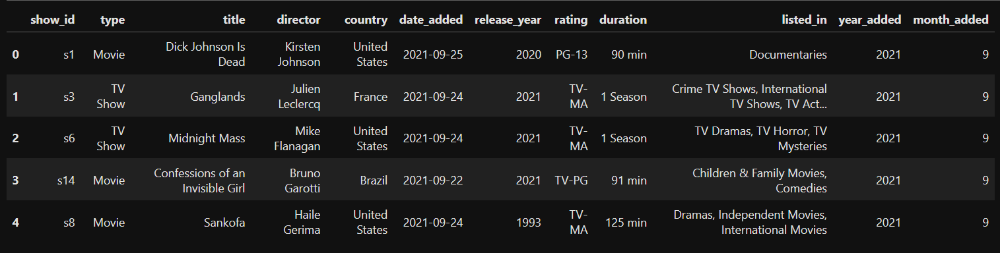 show_id type title director country date_added release_year rating duration listed_in year_added month_added
0 s1 Movie Dick Johnson Is Dead Kirsten Johnson United States 2021-09-25 2020 PG-13 90 min Documentaries 2021 9
1 s3 TV Show Ganglands Julien Leclercq France 2021-09-24 2021 TV-MA 1 Season Crime TV Shows, International TV Shows, TV Act... 2021 9
2 s6 TV Show Midnight Mass Mike Flanagan United States 2021-09-24 2021 TV-MA 1 Season TV Dramas, TV Horror, TV Mysteries 2021 9
3 s14 Movie Confessions of an Invisible Girl Bruno Garotti Brazil 2021-09-22 2021 TV-PG 91 min Children & Family Movies, Comedies 2021 9
4 s8 Movie Sankofa Haile Gerima United States 2021-09-24 1993 TV-MA 125 min Dramas, Independent Movies, International Movies 2021 9